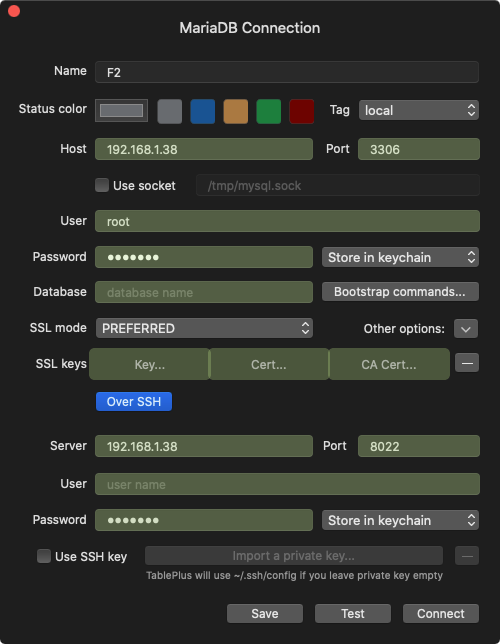 MariaDB Connection
Name F2
Status color Tag local
Host 192.168.1.38 Port 3306
Use socket /tmp/mysql.sock
User root
Password ●●●●●●● Store in keychain
Database database name Bootstrap commands...
SSL mode PREFERRED Other options:
SSL keys Key... Cert... CA Cert... —
Over SSH
Server 192.168.1.38 Port 8022
User user name
Password ●●●●●●● Store in keychain
Use SSH key Import a private key... —
TablePlus will use ~/.ssh/config if you leave private key empty
Save Test Connect